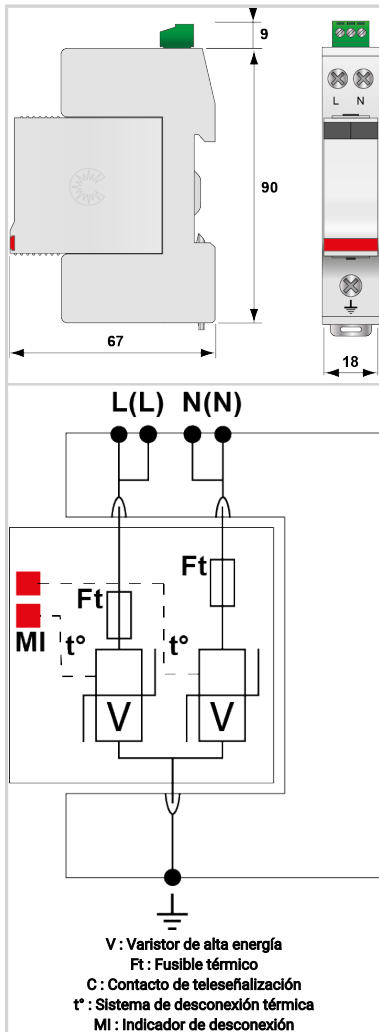 9
L N
90
67
18
L(L) N(N)
Ft
Ft
MI
t°
t°
V
V
V : Varistor de alta energía
Ft : Fusible térmico
C : Contacto de teleseñalización
t° : Sistema de desconexión térmica
MI : Indicador de desconexión